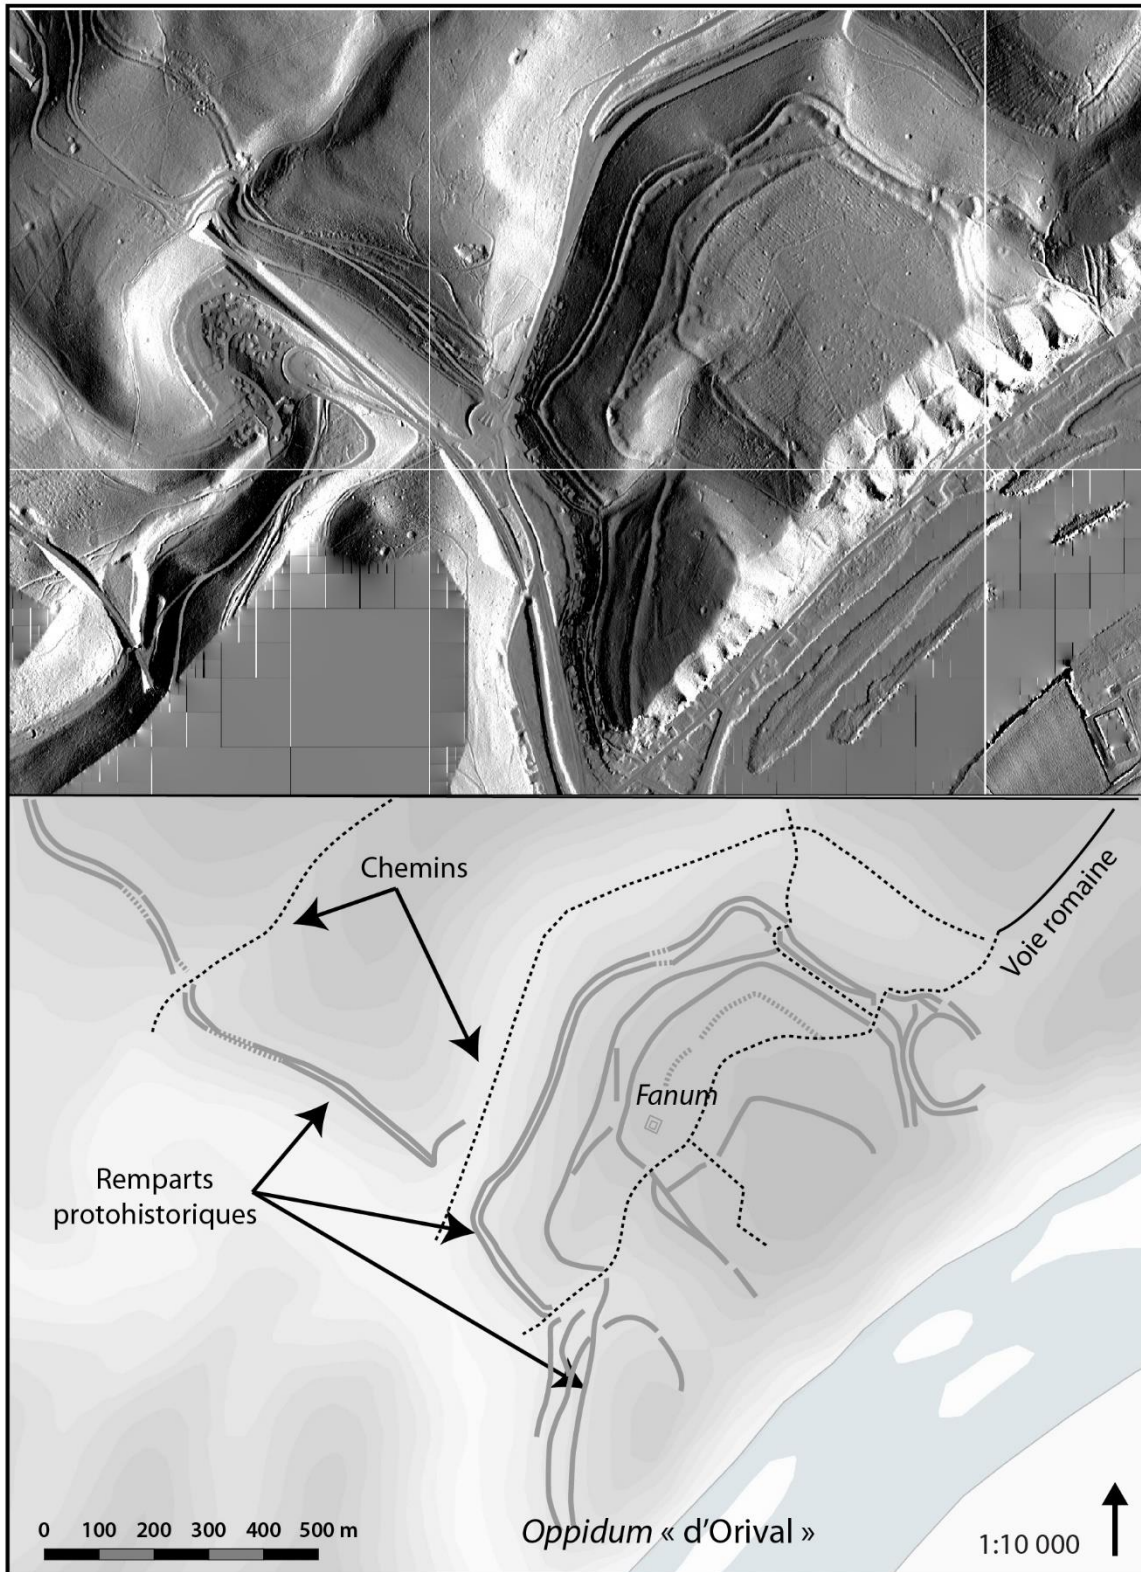 Chemins
Voie romaine
Fanum
Remparts
protohistoriques
0 100 200 300 400 500 m
Oppidum « d'Orival »
1:10 000